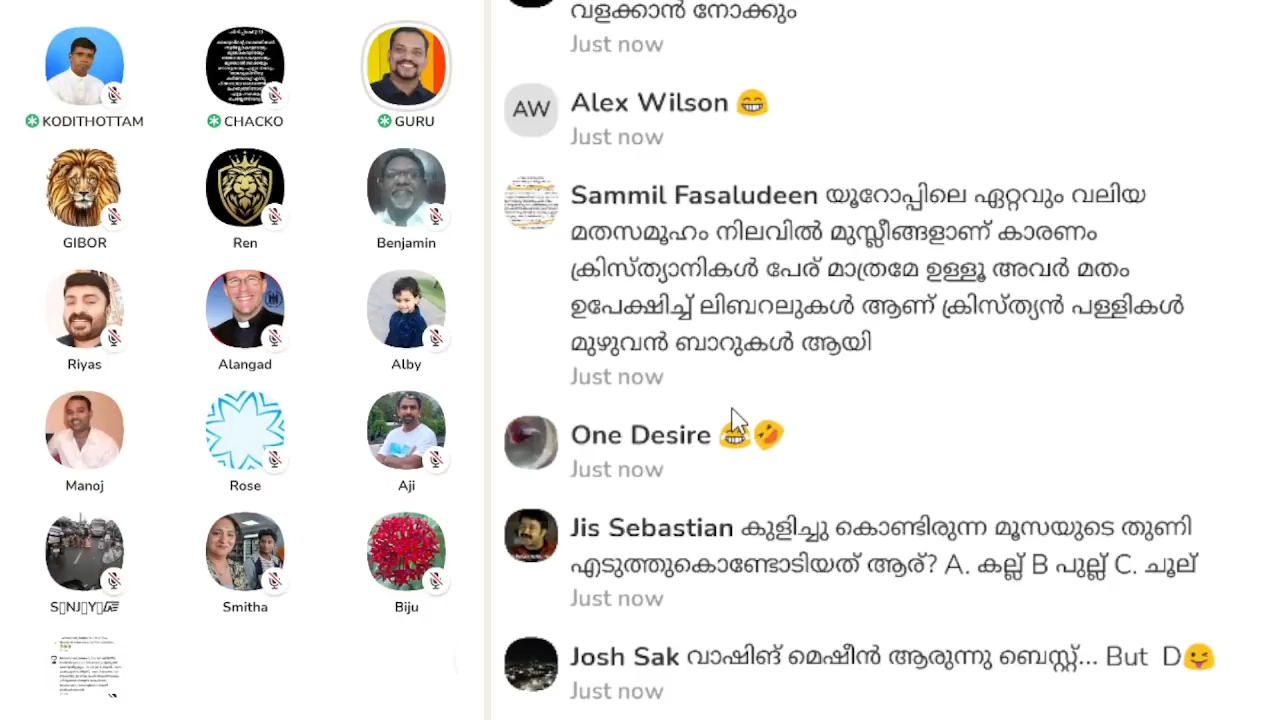 KODITHOTTAM
CHACKO
GURU
GIBOR
Ren
Benjamin
Riyas
Alangad
Alby
Manoj
Rose
Aji
Smitha
Biju
വളക്കാൻ നോക്കും
Just now
AW
Alex Wilson 😁
Just now
Sammil Fasaludeen യൂറോപ്പിലെ ഏറ്റവും വലിയ
മതസമൂഹം നിലവിൽ മുസ്ലീങ്ങളാണ് കാരണം
ക്രിസ്ത്യാനികൾ പേര് മാത്രമേ ഉള്ളൂ അവർ മതം
ഉപേക്ഷിച്ച് ലിബറലുകൾ ആണ് ക്രിസ്ത്യൻ പള്ളികൾ
മുഴുവൻ ബാറുകൾ ആയി
Just now
One Desire 😂🤣
Just now
Jis Sebastian കുളിച്ചു കൊണ്ടിരുന്ന മൂസയുടെ തുണി
എടുത്തുകൊണ്ടോടിയത് ആര്? A. കല്ല് B പുല്ല് C. ചൂല്
Just now
Josh Sak വാഷിങ് മെഷീൻ ആരുന്നു ബെസ്റ്റ്... But D😜
Just now